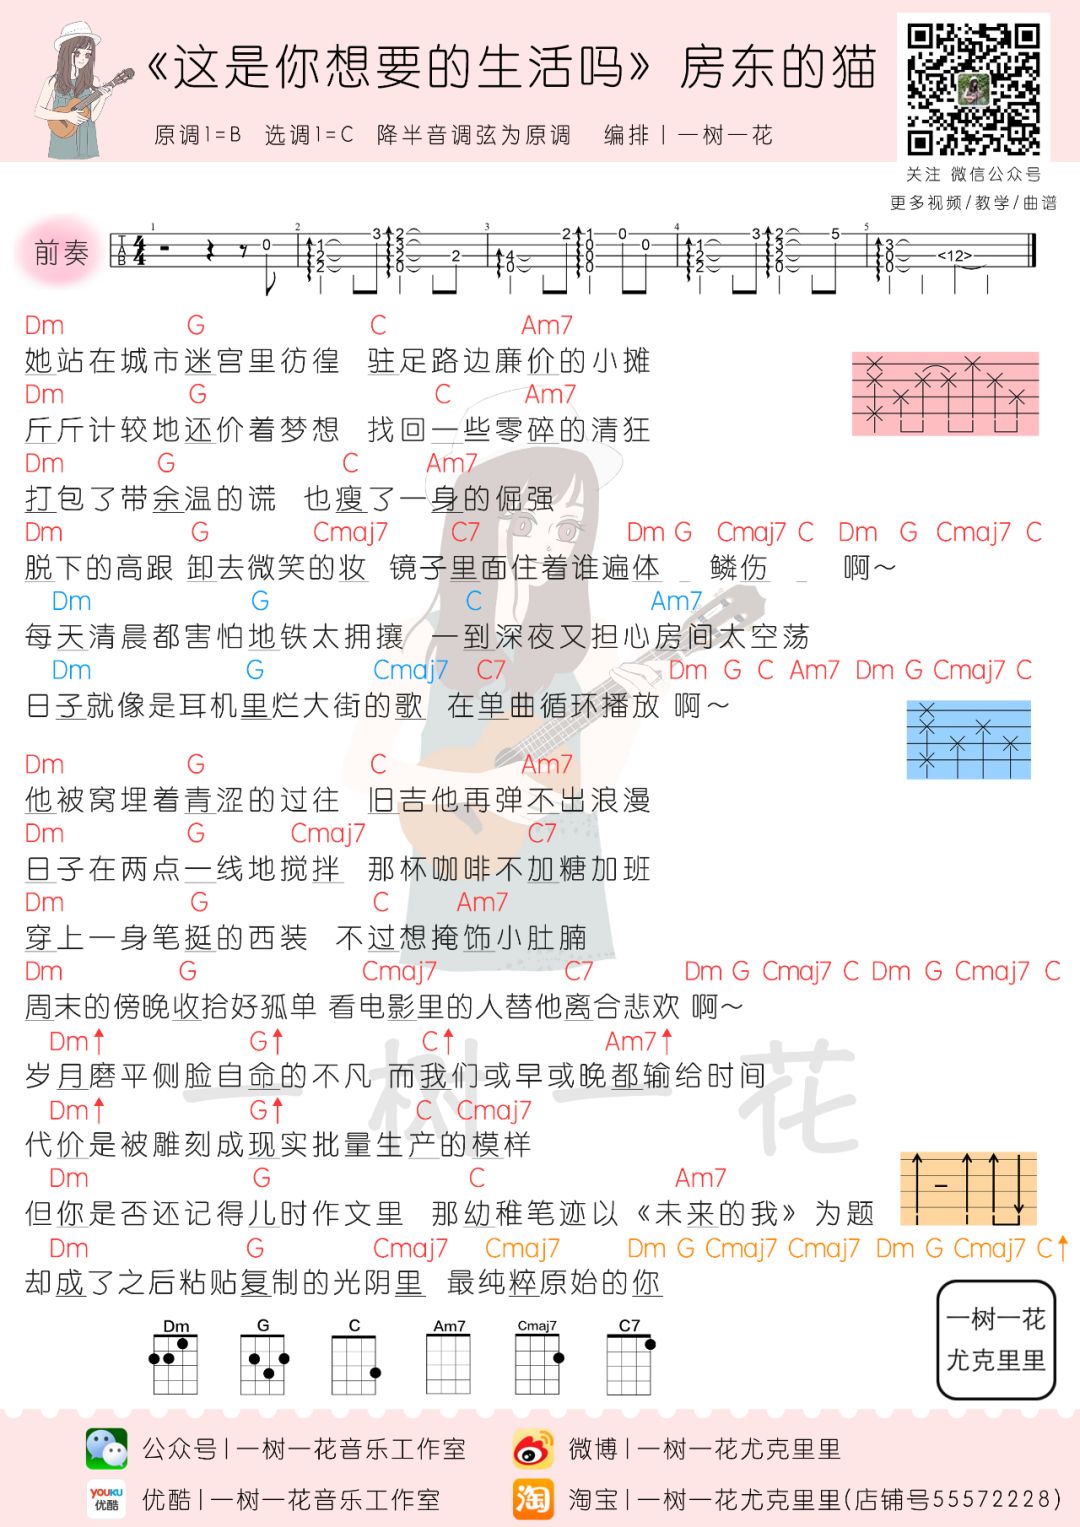 《这是你想要的生活吗》 房东的猫
原调1=B 选调1=C 降半音调弦为原调 编排|一树一花
关注 微信公众号
更多视频/教学/曲谱
前奏
Dm G C Am7
她站在城市迷宫里彷徨 驻足路边廉价的小摊
Dm G C Am7
斤斤计较地还价着梦想 找回一些零碎的清狂
Dm G C Am7
打包了带余温的谎 也瘦了一身的倔强
Dm G Cmaj7 C7 Dm G Cmaj7 C Dm G Cmaj7 C
脱下的高跟 卸去微笑的妆 镜子里面住着谁遍体 _ 鳞伤 _ 啊～
Dm G C Am7
每天清晨都害怕地铁太拥攘 一到深夜又担心房间太空荡
Dm G Cmaj7 C7 Dm G C Am7 Dm G Cmaj7 C
日子就像是耳机里烂大街的歌 在单曲循环播放 啊～
Dm G C Am7
他被窝埋着青涩的过往 旧吉他再弹不出浪漫
Dm G Cmaj7 C7
日子在两点一线地搅拌 那杯咖啡不加糖加班
Dm G C Am7
穿上一身笔挺的西装 不过想掩饰小肚腩
Dm G Cmaj7 C7 Dm G Cmaj7 C Dm G Cmaj7 C
周末的傍晚收拾好孤单 看电影里的人替他离合悲欢 啊～
Dm↑ G↑ C↑ Am7↑
岁月磨平侧脸自命的不凡 而我们或早或晚都输给时间
Dm↑ G↑ C Cmaj7
代价是被雕刻成现实批量生产的模样
Dm G C Am7
但你是否还记得儿时作文里 那幼稚笔迹以《未来的我》为题
Dm G Cmaj7 Cmaj7 Dm G Cmaj7 Cmaj7 Dm G Cmaj7 C↑
却成了之后粘贴复制的光阴里 最纯粹原始的你
Dm G C Am7 Cmaj7 C7
一树一花
尤克里里
一树一花
公众号|一树一花音乐工作室 微博|一树一花尤克里里
YOUKU 优酷
优酷|一树一花音乐工作室 淘 淘宝|一树一花尤克里里(店铺号55572228)